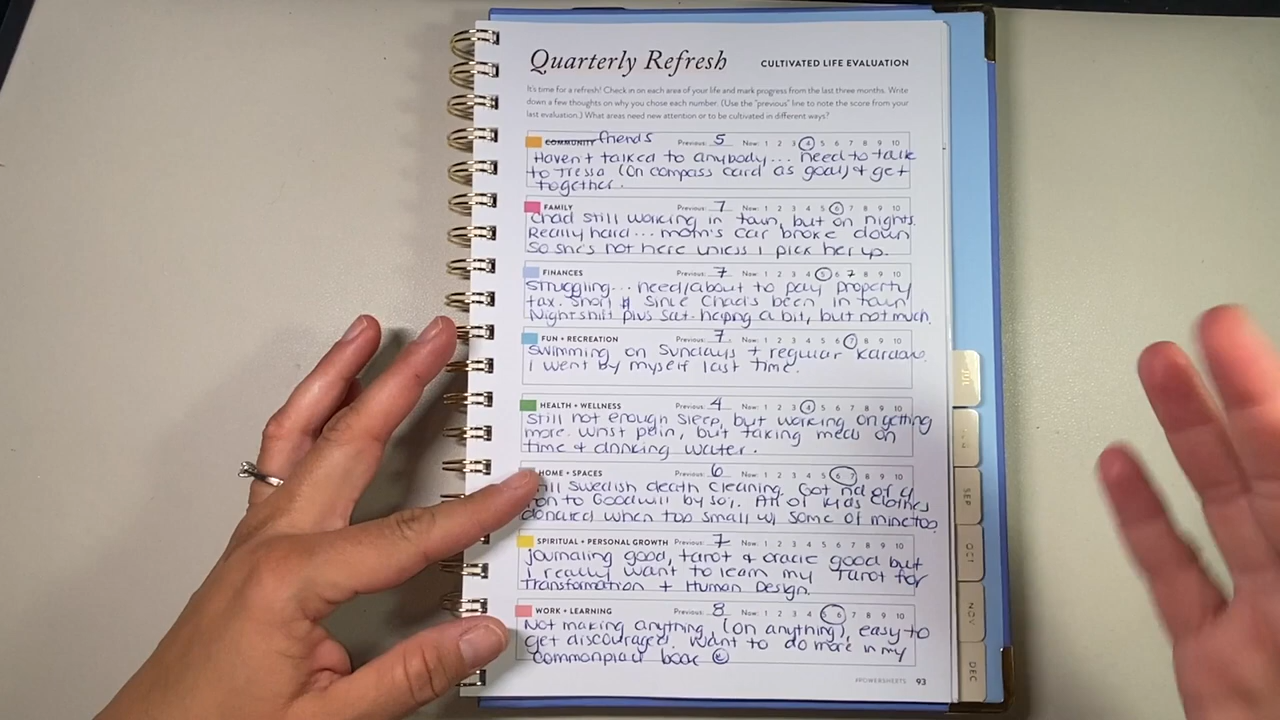 Quarterly Refresh CULTIVATED LIFE EVALUATION
It's time for a refresh! Check in on each area of your life and mark progress from the last three months. Write
down a few thoughts on why you chose each number. (Use the "previous" line to note the score from your
last evaluation.) What areas need new attention or to be cultivated in different ways?
COMMUNITY friends Previous: 5 Now: 1 2 3 4 5 6 7 8 9 10
Haven't talked to anybody... need to talk
to Tressa (on compass card as goal) & get
together.
FAMILY Previous: 7 Now: 1 2 3 4 5 6 7 8 9 10
Chad still working in town, but on nights.
Really hard... mom's car broke down
so she's not here unless I pick her up.
FINANCES Previous: 7 Now: 1 2 3 4 5 6 7 8 9 10
Struggling... need/about to pay property
tax. Short $ since Chad's been in town.
Nightshift plus Sat. helping a bit, but not much.
FUN + RECREATION Previous: 7 Now: 1 2 3 4 5 6 7 8 9 10
Swimming on Sundays + regular
I went by myself last time.
HEALTH + WELLNESS Previous: 4 Now: 1 2 3 4 5 6 7 8 9 10
Still not enough sleep, but working on getting
more. Wrist pain, but taking meds on
time & drinking water.
HOME + SPACES Previous: 6 Now: 1 2 3 4 5 6 7 8 9 10
Swedish death cleaning. Got rid of a
to Goodwill by All of kids clothes
donated when too small w/ some of mine too
SPIRITUAL + PERSONAL GROWTH Previous: 7 Now: 1 2 3 4 5 6 7 8 9 10
Journaling good, tarot & oracle good but
I really want to learn my Tarot for
Transformation + Human Design.
WORK + LEARNING Previous: 8 Now: 1 2 3 4 5 6 7 8 9 10
Not making anything (on anything), easy to
get discouraged. Want to do more in my
commonplace book
#POWERSHEETS 93
JUL
SEP
OCT
NOV
DEC